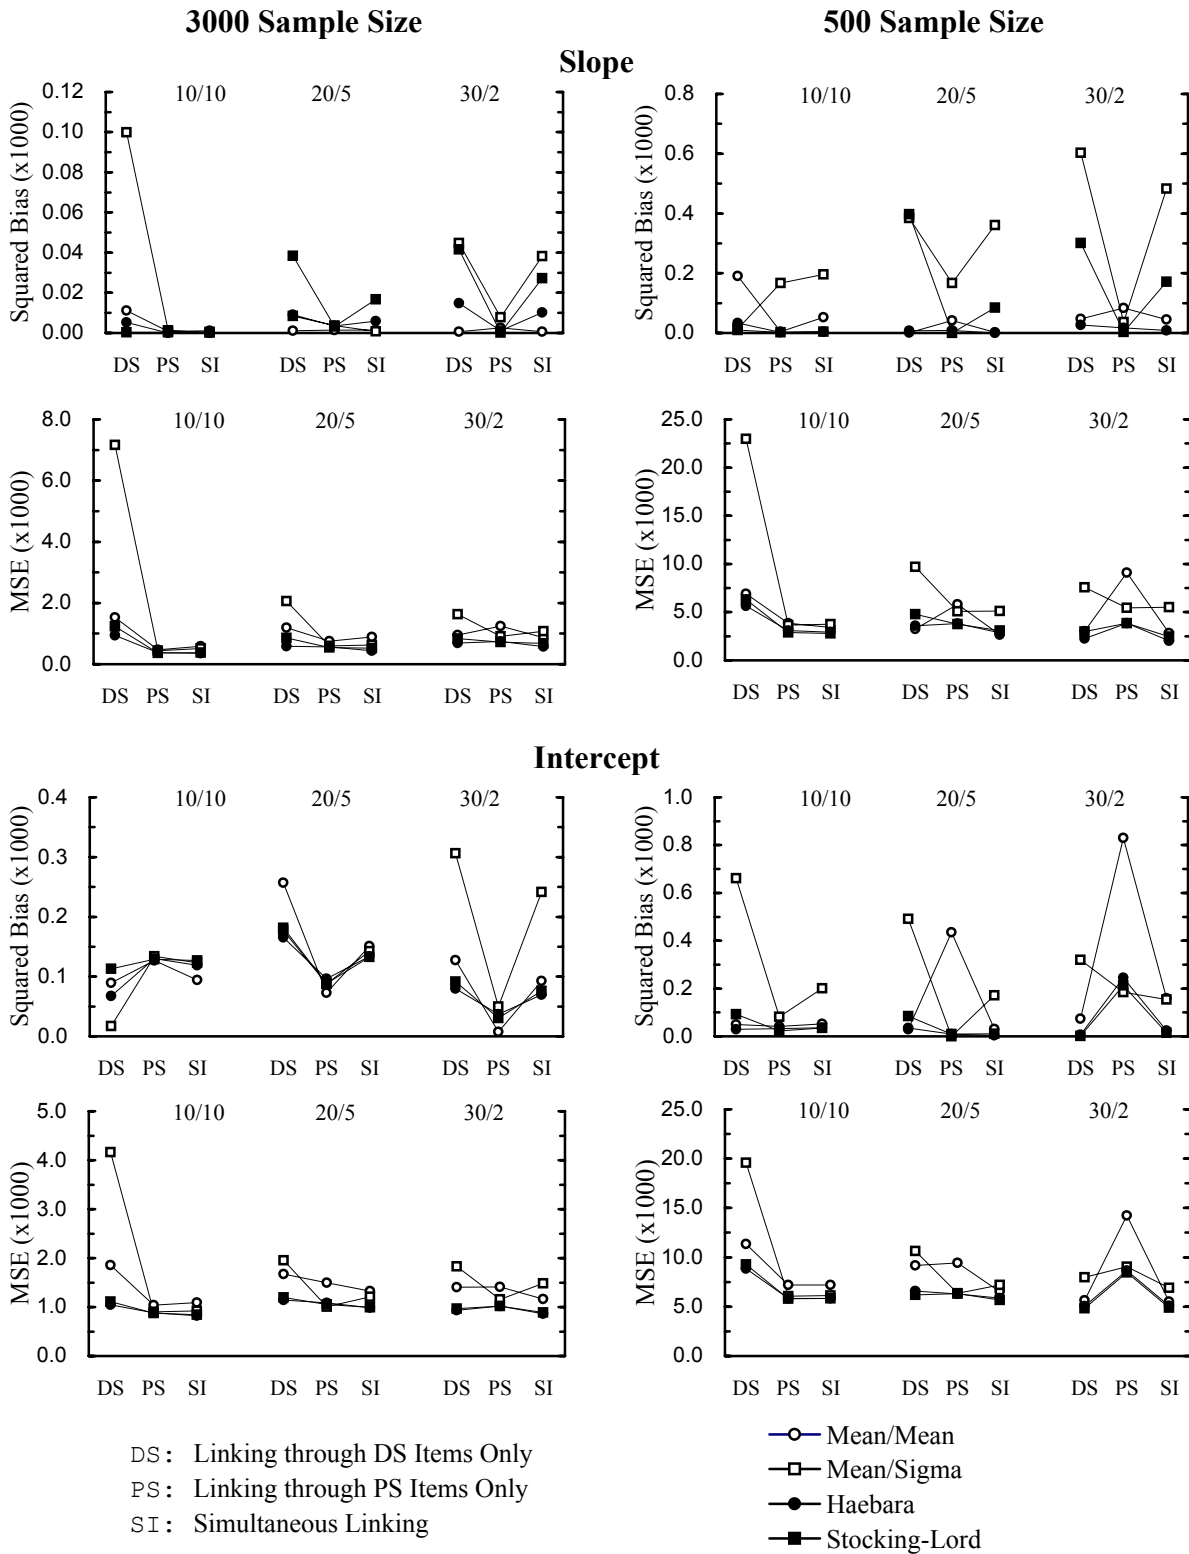 3000 Sample Size
500 Sample Size
Slope
Squared Bias (x1000)
0.12
0.10
0.08
0.06
0.04
0.02
0.00
10/10
20/5
30/2
DS PS SI DS PS SI DS PS SI
Squared Bias (x1000)
0.8
0.6
0.4
0.2
0.0
10/10
20/5
30/2
DS PS SI DS PS SI DS PS SI
MSE (x1000)
8.0
6.0
4.0
2.0
0.0
10/10
20/5
30/2
DS PS SI DS PS SI DS PS SI
MSE (x1000)
25.0
20.0
15.0
10.0
5.0
0.0
10/10
20/5
30/2
DS PS SI DS PS SI DS PS SI
Intercept
Squared Bias (x1000)
0.4
0.3
0.2
0.1
0.0
10/10
20/5
30/2
DS PS SI DS PS SI DS PS SI
Squared Bias (x1000)
1.0
0.8
0.6
0.4
0.2
0.0
10/10
20/5
30/2
DS PS SI DS PS SI DS PS SI
MSE (x1000)
5.0
4.0
3.0
2.0
1.0
0.0
10/10
20/5
30/2
DS PS SI DS PS SI DS PS SI
MSE (x1000)
25.0
20.0
15.0
10.0
5.0
0.0
10/10
20/5
30/2
DS PS SI DS PS SI DS PS SI
DS: Linking through DS Items Only
PS: Linking through PS Items Only
SI: Simultaneous Linking
Mean/Mean
Mean/Sigma
Haebara
Stocking-Lord